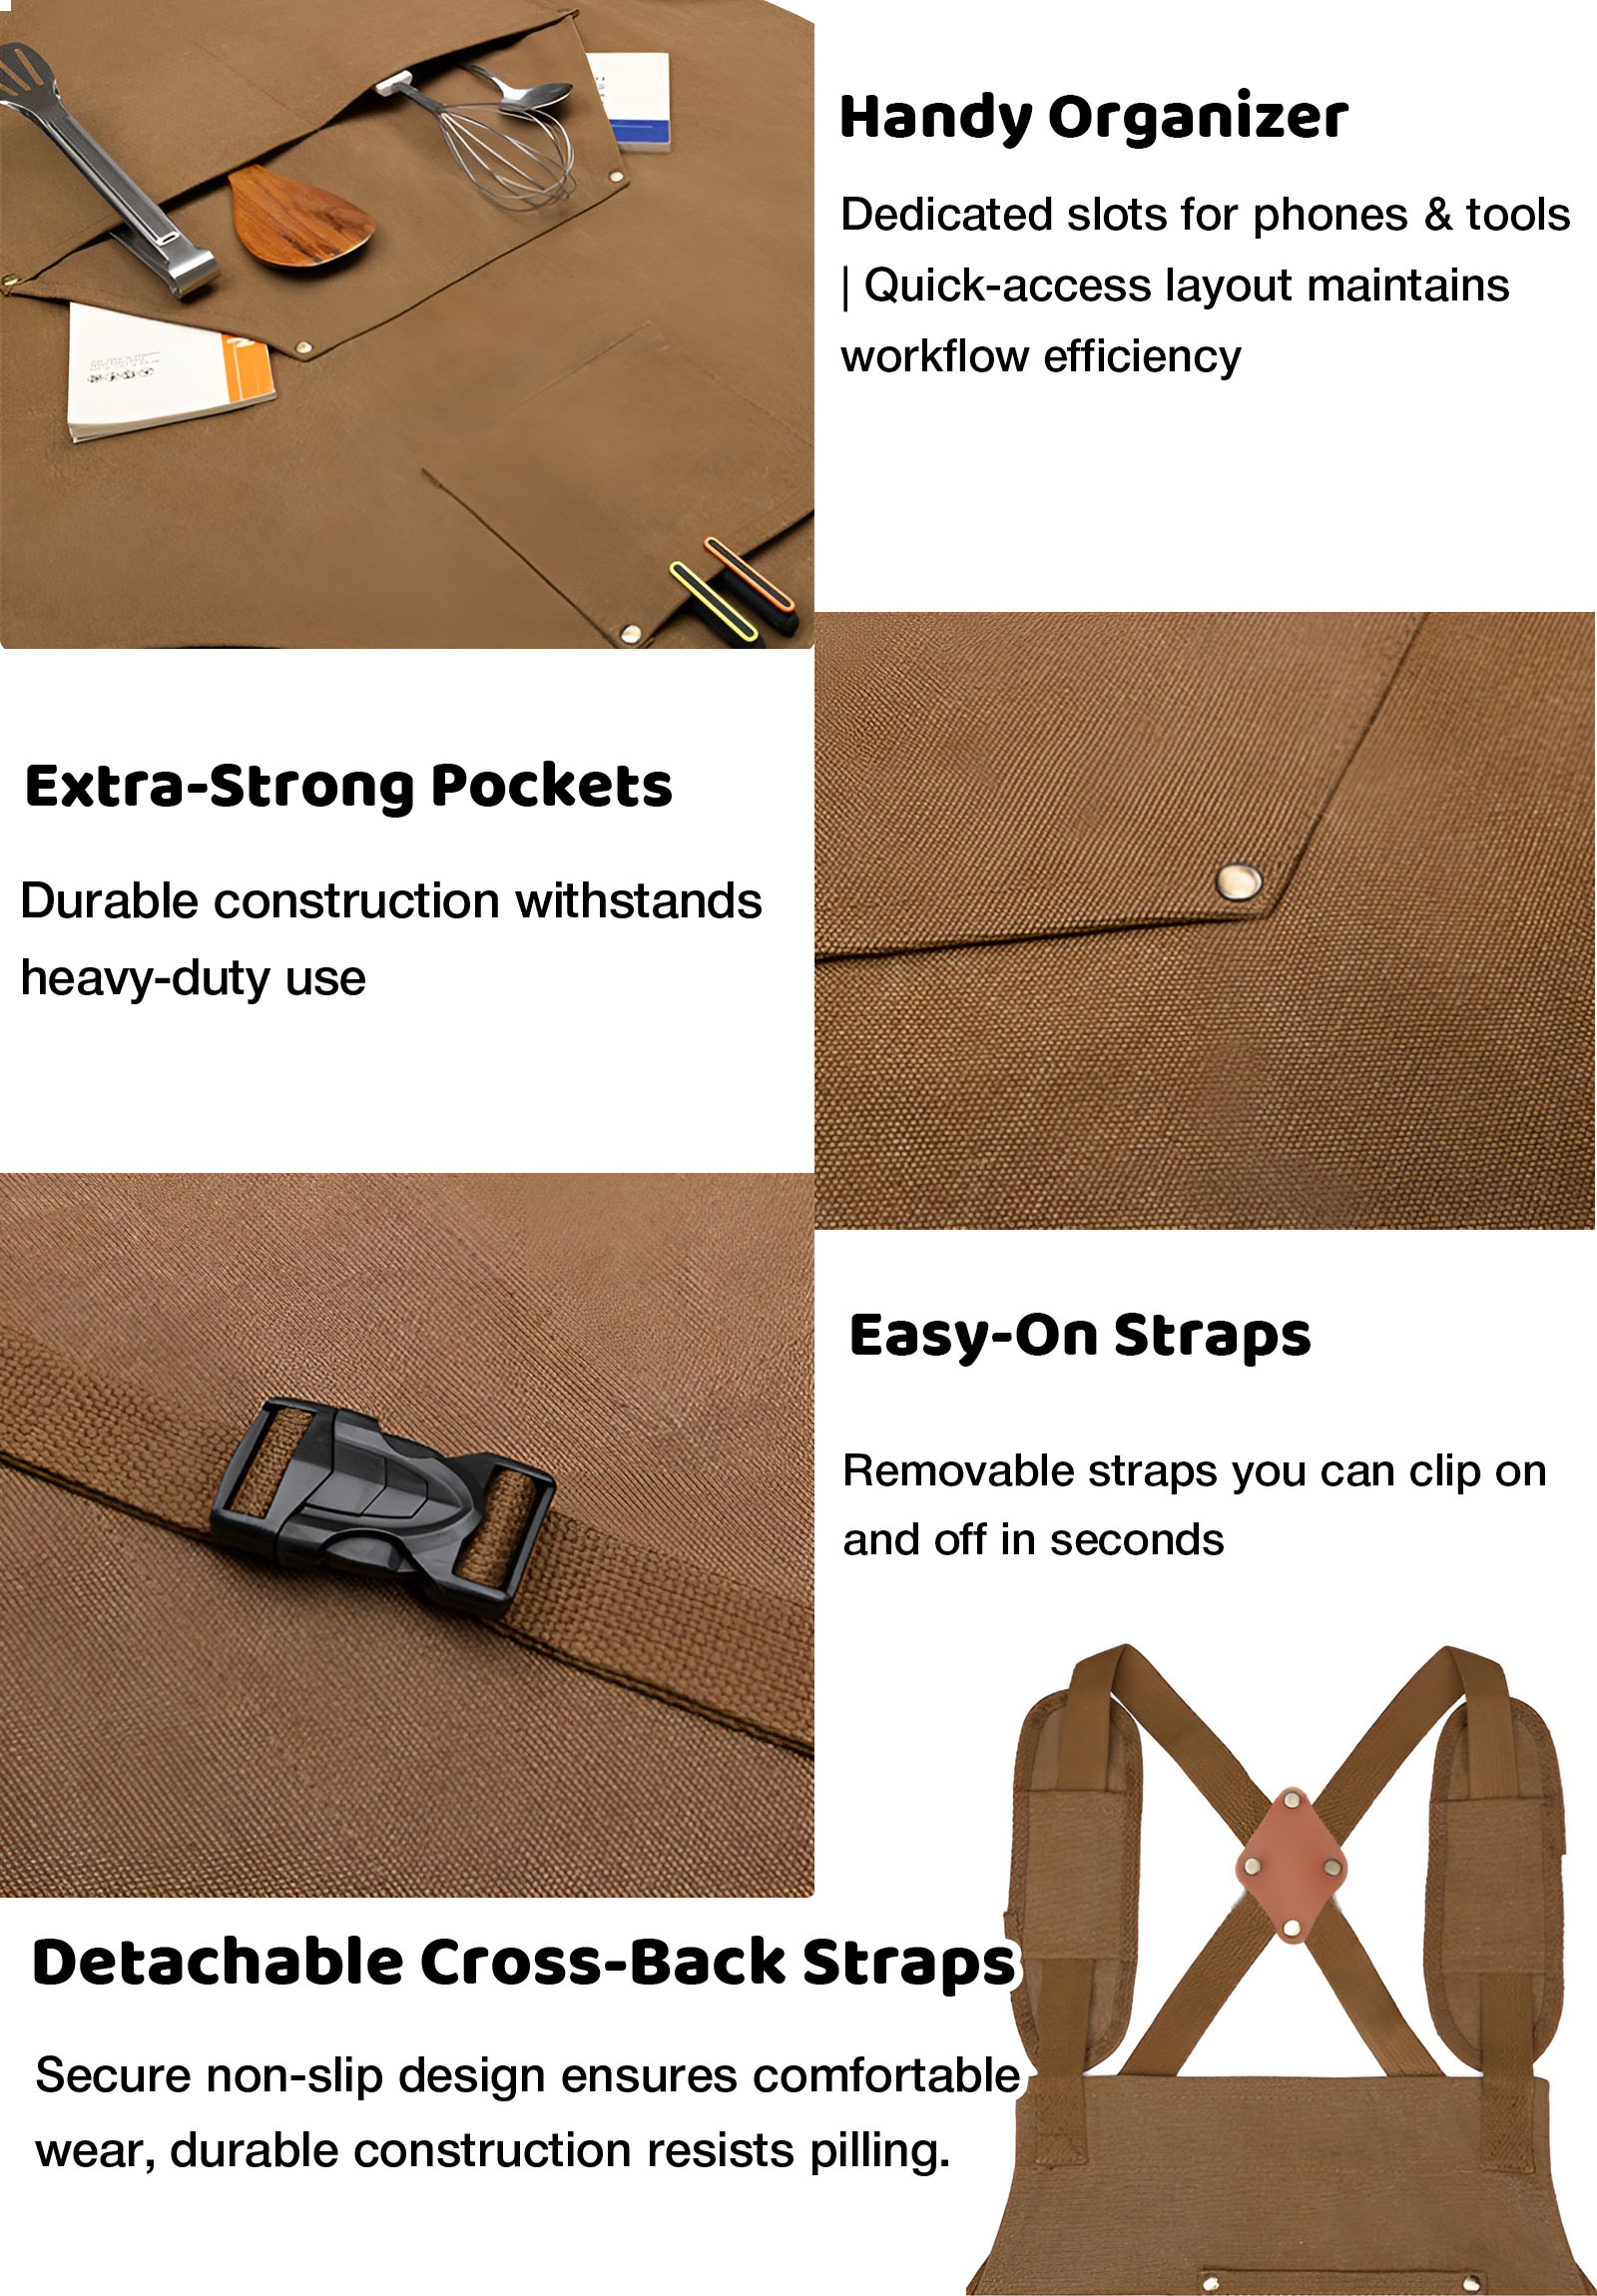 Handy Organizer
Dedicated slots for phones & tools
| Quick-access layout maintains
workflow efficiency
Extra-Strong Pockets
Durable construction withstands
heavy-duty use
Easy-On Straps
Removable straps you can clip on
and off in seconds
Detachable Cross-Back Straps
Secure non-slip design ensures comfortable
wear, durable construction resists pilling.